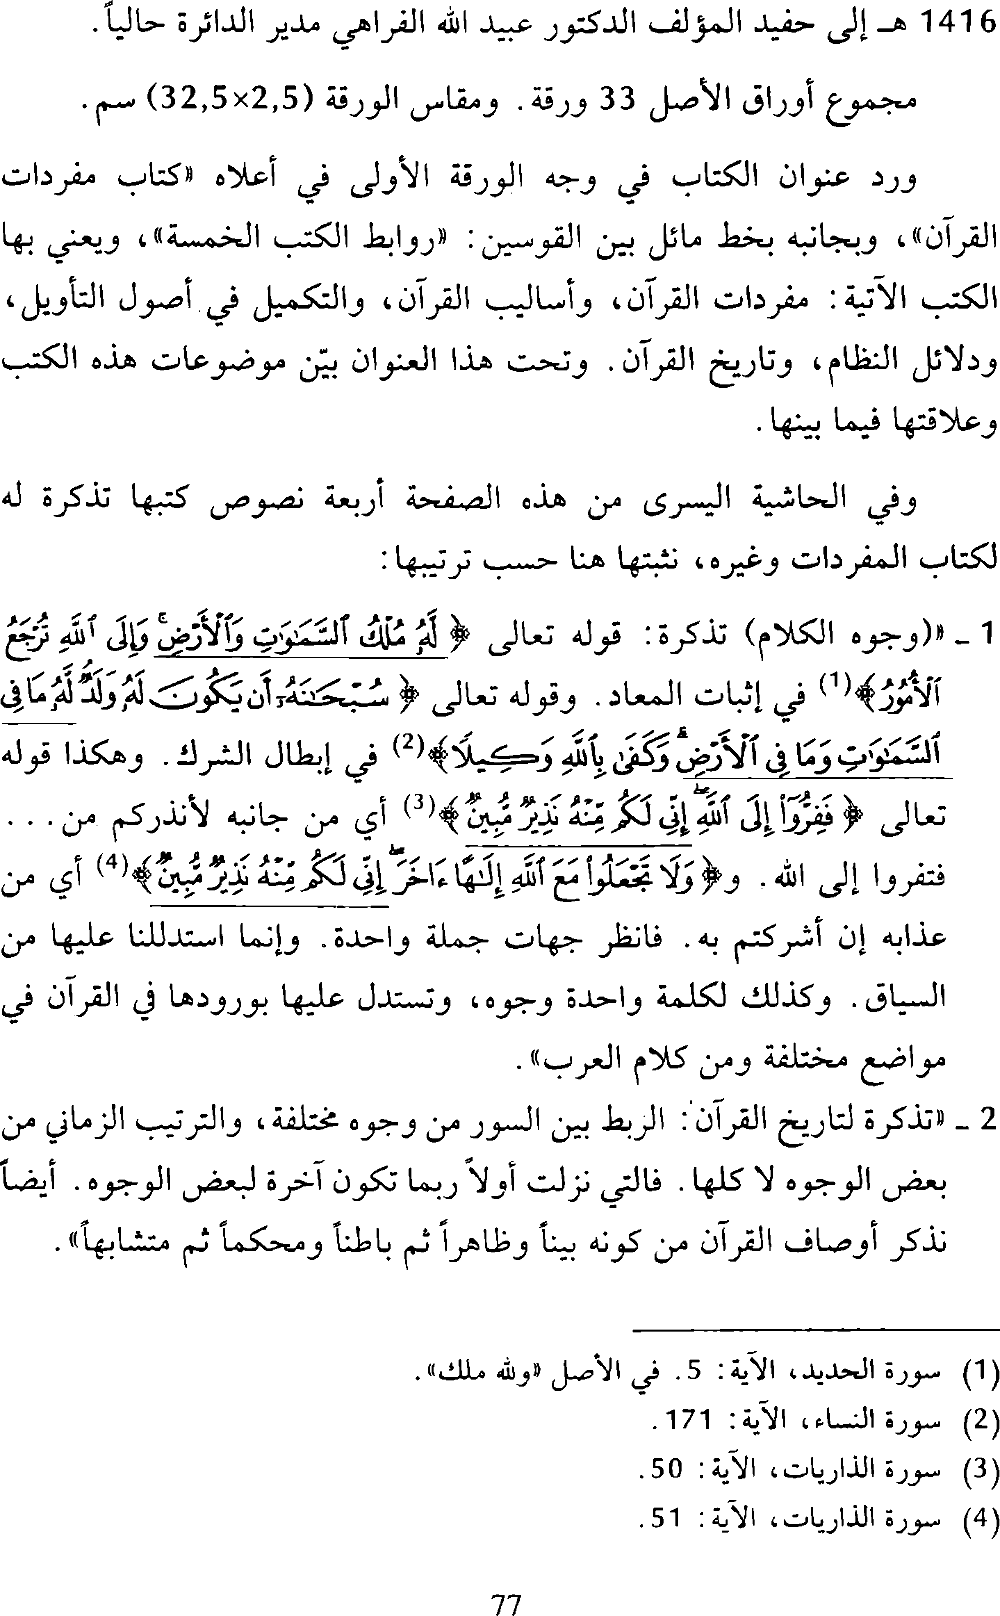 1416 هـ إلى حفيد المؤلف الدكتور عبيد الله الفراهي مدير الدائرة حالياً.
مجموع أوراق الأصل 33 ورقة. ومقاس الورقة (2,5×32,5) سم.
ورد عنوان الكتاب في وجه الورقة الأولى في أعلاه «كتاب مفردات
القرآن»، وبجانبه بخط مائل بين القوسين: «روابط الكتب الخمسة»، ويعني بها
الكتب الآتية: مفردات القرآن، وأساليب القرآن، والتكميل في أصول التأويل،
ودلائل النظام، وتاريخ القرآن. وتحت هذا العنوان بيّن موضوعات هذه الكتب
وعلاقتها فيما بينها.
وفي الحاشية اليسرى من هذه الصفحة أربعة نصوص كتبها تذكرة له
لكتاب المفردات وغيره، نثبتها هنا حسب ترتيبها:
1 ـ «(وجوه الكلام) تذكرة: قوله تعالى ﴿لَّهُۥ مُلْكُ ٱلسَّمَٰوَٰتِ وَٱلْأَرْضِۚ وَإِلَى ٱللَّهِ تُرْجَعُ
ٱلْأُمُورُ﴾(1) في إثبات المعاد. وقوله تعالى ﴿سُبْحَٰنَهُۥٓ أَن يَكُونَ لَهُۥ وَلَدٌۘ لَّهُۥ مَا فِى
ٱلسَّمَٰوَٰتِ وَمَا فِى ٱلْأَرْضِۗ وَكَفَىٰ بِٱللَّهِ وَكِيلًا﴾(2) في إبطال الشرك. وهكذا قوله
تعالى ﴿فَفِرُّوٓا۟ إِلَى ٱللَّهِۖ إِنِّى لَكُم مِّنْهُ نَذِيرٌ مُّبِينٌ﴾(3) أي من جانبه لأنذركم من...
فتفروا إلى الله. و﴿وَلَا تَجْعَلُوا۟ مَعَ ٱللَّهِ إِلَٰهًا ءَاخَرَۖ إِنِّى لَكُم مِّنْهُ نَذِيرٌ مُّبِينٌ﴾(4) أي من
عذابه إن أشركتم به. فانظر جهات جملة واحدة. وإنما استدللنا عليها من
السياق. وكذلك لكلمة واحدة وجوه، وتستدل عليها بورودها في القرآن في
مواضع مختلفة ومن كلام العرب».
2 ـ «تذكرة لتاريخ القرآن: الربط بين السور من وجوه مختلفة، والترتيب الزماني من
بعض الوجوه لا كلها. فالتي نزلت أولاً ربما تكون آخرة لبعض الوجوه. أيضاً
نذكر أوصاف القرآن من كونه بيناً وظاهراً ثم باطناً ومحكماً ثم متشابهاً».
(1) سورة الحديد، الآية: 5. في الأصل «ولله ملك».
(2) سورة النساء، الآية: 171.
(3) سورة الذاريات، الآية: 50.
(4) سورة الذاريات، الآية: 51.
77